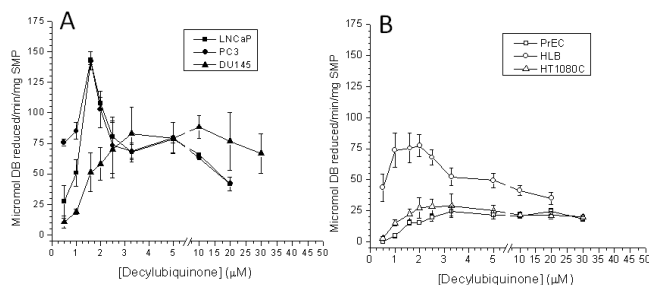 A
LNCaP
PC3
DU145
Micromol DB reduced/min/mg SMP
175
150
125
100
75
50
25
0
0 1 2 3 4 5 10 15 20 25 30 35 40 45 50
[Decylubiquinone] (μM)
B
PrEC
HLB
HT1080C
Micromol DB reduced/min/mg SMP
175
150
125
100
75
50
25
0
0 1 2 3 4 5 10 15 20 25 30 35 40 45 50
[Decylubiquinone] (μM)